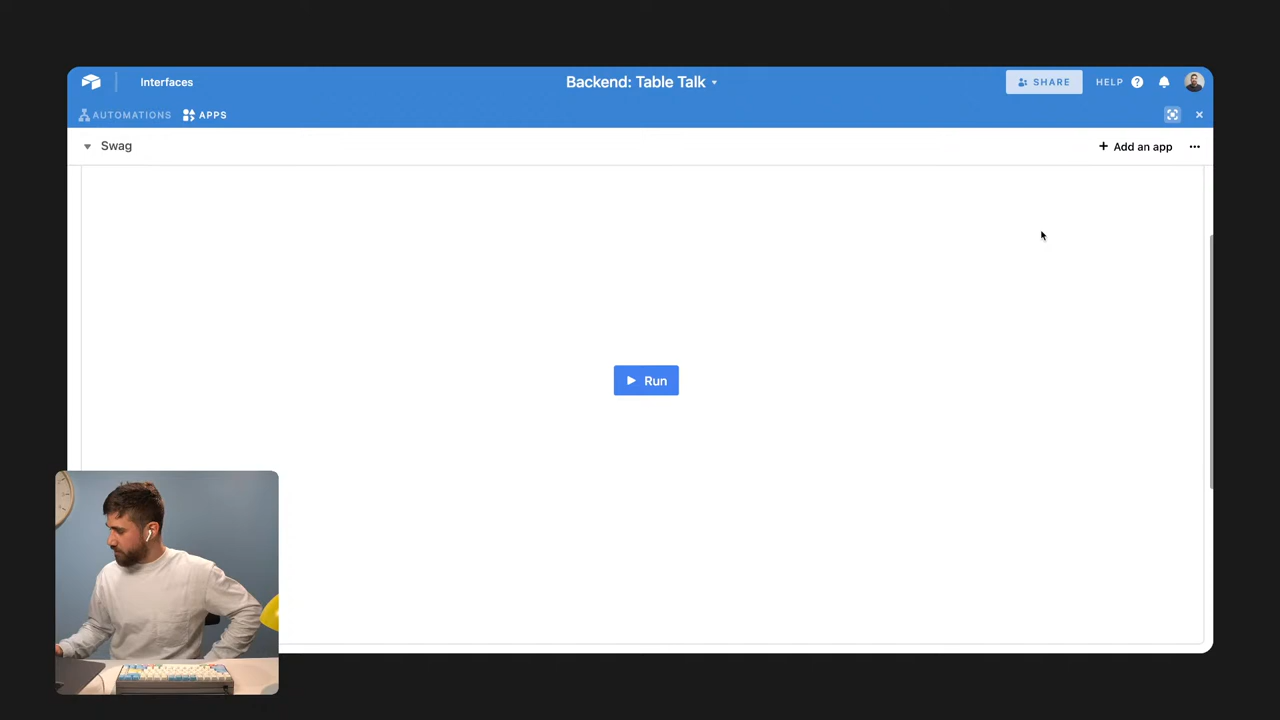 Interfaces
Backend: Table Talk
SHARE
HELP
AUTOMATIONS
APPS
Swag
+ Add an app
Run